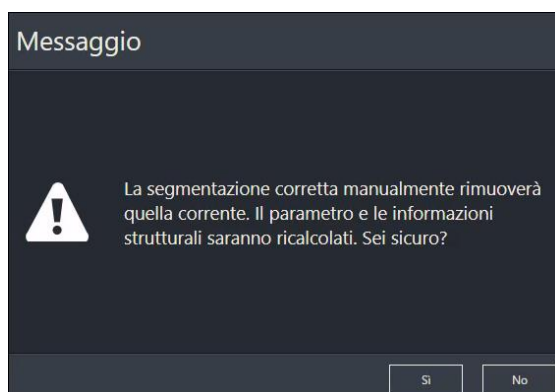 Messaggio
La segmentazione corretta manualmente rimuoverà
quella corrente. Il parametro e le informazioni
strutturali saranno ricalcolati. Sei sicuro?
Sì
No